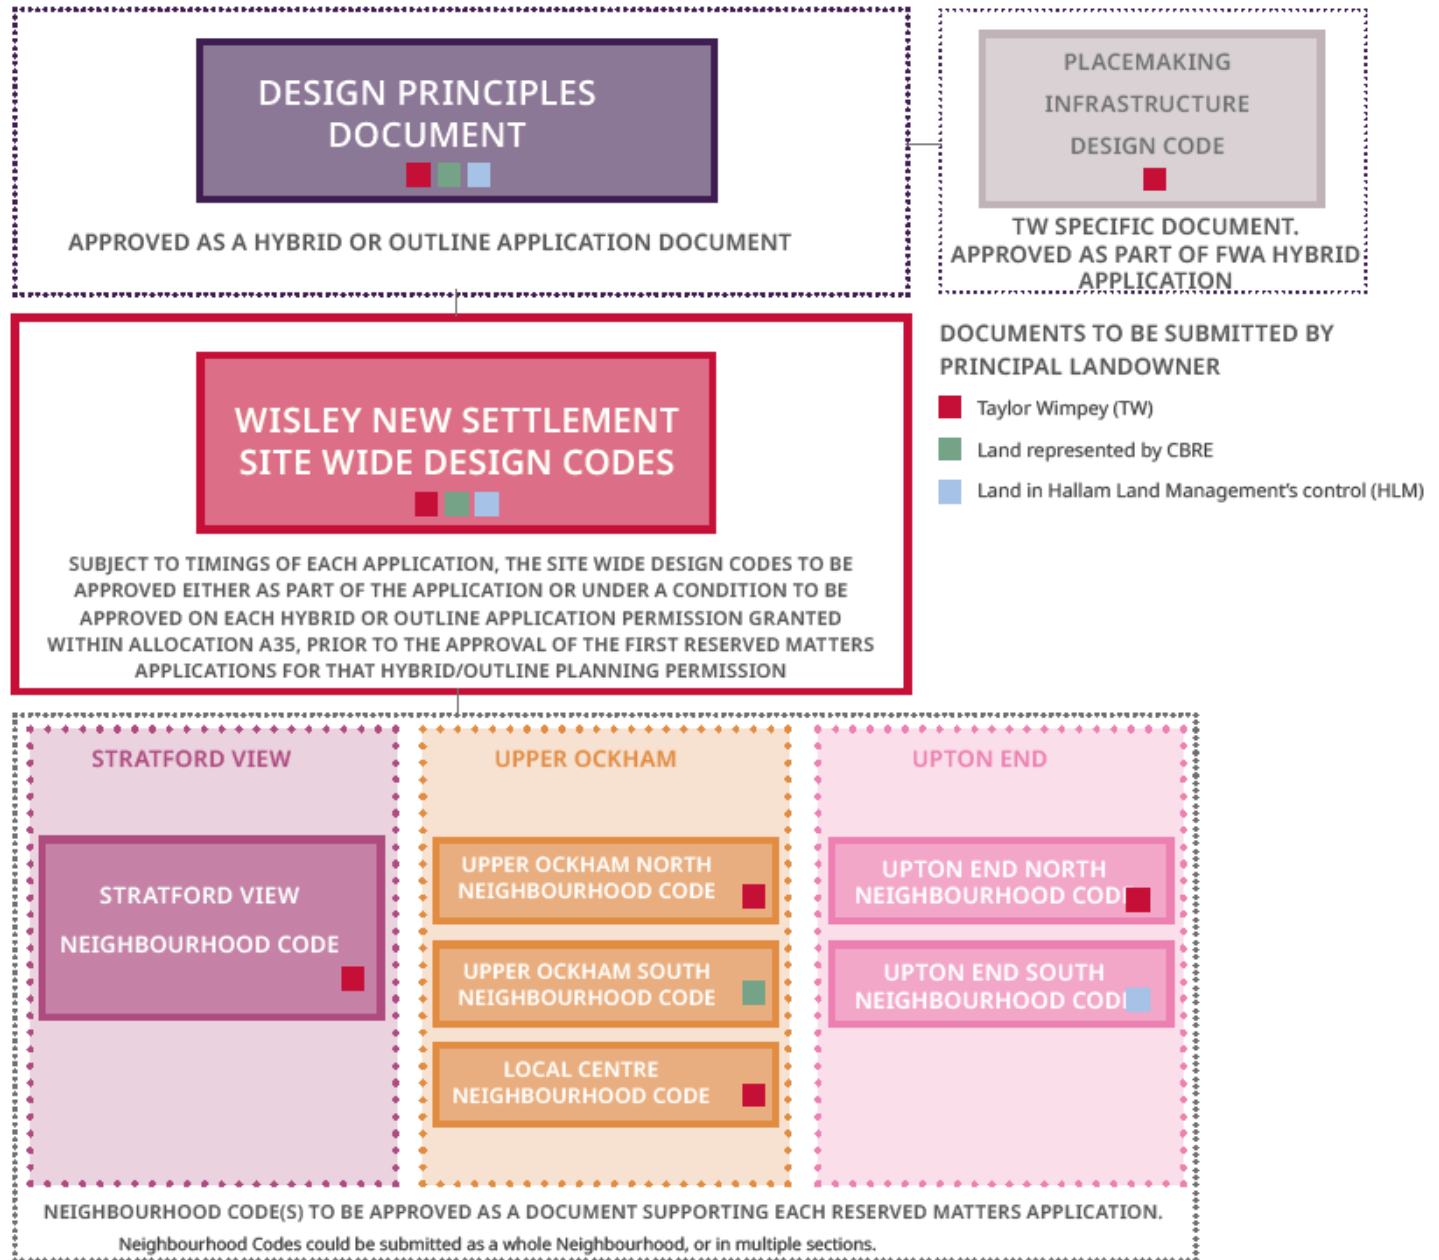 DESIGN PRINCIPLES
DOCUMENT
APPROVED AS A HYBRID OR OUTLINE APPLICATION DOCUMENT
PLACEMAKING
INFRASTRUCTURE
DESIGN CODE
TW SPECIFIC DOCUMENT.
APPROVED AS PART OF FWA HYBRID
APPLICATION
DOCUMENTS TO BE SUBMITTED BY
PRINCIPAL LANDOWNER
Taylor Wimpey (TW)
Land represented by CBRE
Land in Hallam Land Management's control (HLM)
WISLEY NEW SETTLEMENT
SITE WIDE DESIGN CODES
SUBJECT TO TIMINGS OF EACH APPLICATION, THE SITE WIDE DESIGN CODES TO BE
APPROVED EITHER AS PART OF THE APPLICATION OR UNDER A CONDITION TO BE
APPROVED ON EACH HYBRID OR OUTLINE APPLICATION PERMISSION GRANTED
WITHIN ALLOCATION A35, PRIOR TO THE APPROVAL OF THE FIRST RESERVED MATTERS
APPLICATIONS FOR THAT HYBRID/OUTLINE PLANNING PERMISSION
STRATFORD VIEW
STRATFORD VIEW
NEIGHBOURHOOD CODE
UPPER OCKHAM
UPPER OCKHAM NORTH
NEIGHBOURHOOD CODE
UPPER OCKHAM SOUTH
NEIGHBOURHOOD CODE
LOCAL CENTRE
NEIGHBOURHOOD CODE
UPTON END
UPTON END NORTH
NEIGHBOURHOOD CODE
UPTON END SOUTH
NEIGHBOURHOOD CODE
NEIGHBOURHOOD CODE(S) TO BE APPROVED AS A DOCUMENT SUPPORTING EACH RESERVED MATTERS APPLICATION.
Neighbourhood Codes could be submitted as a whole Neighbourhood, or in multiple sections.